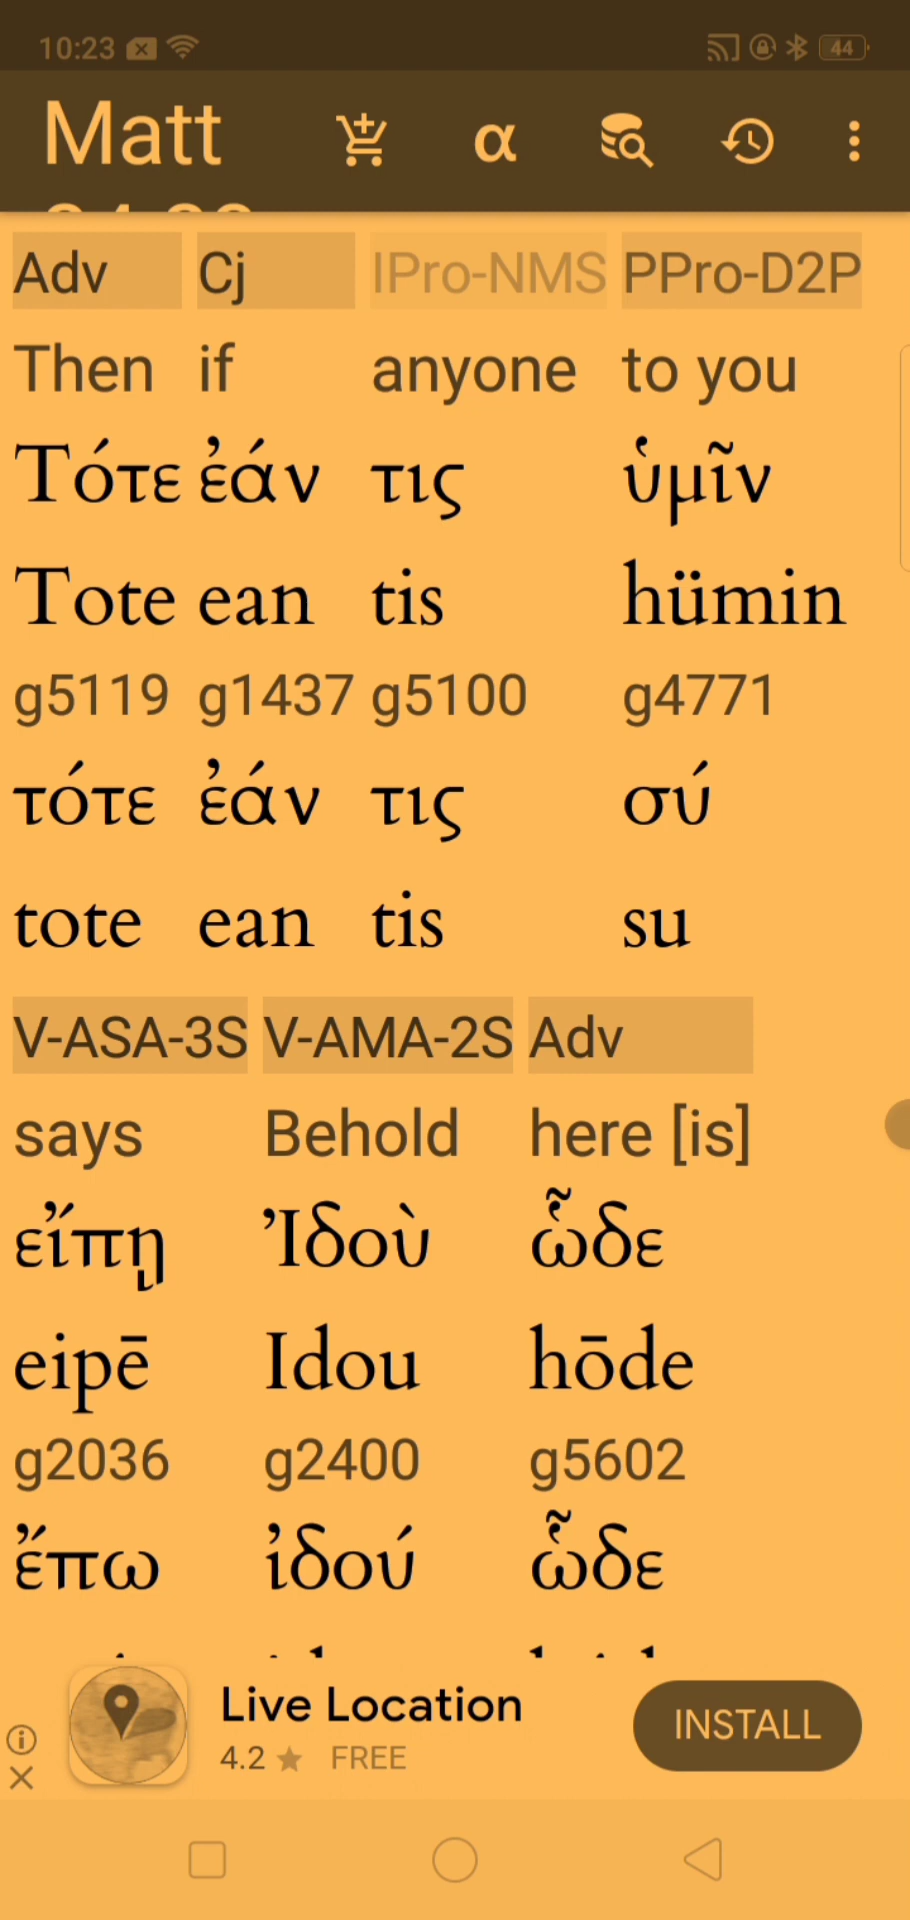 10:23 44
Matt
Adv Cj IPro-NMS PPro-D2P
Then if anyone to you
Τότε ἐάν τις ὑμῖν
Tote ean tis hümin
g5119 g1437 g5100 g4771
τότε ἐάν τις σύ
tote ean tis su
V-ASA-3S V-AMA-2S Adv
says Behold here [is]
εἴπῃ Ἰδοὺ ὧδε
eipē Idou hōde
g2036 g2400 g5602
ἔπω ἰδού ὧδε
Live Location
4.2 ★ FREE
INSTALL